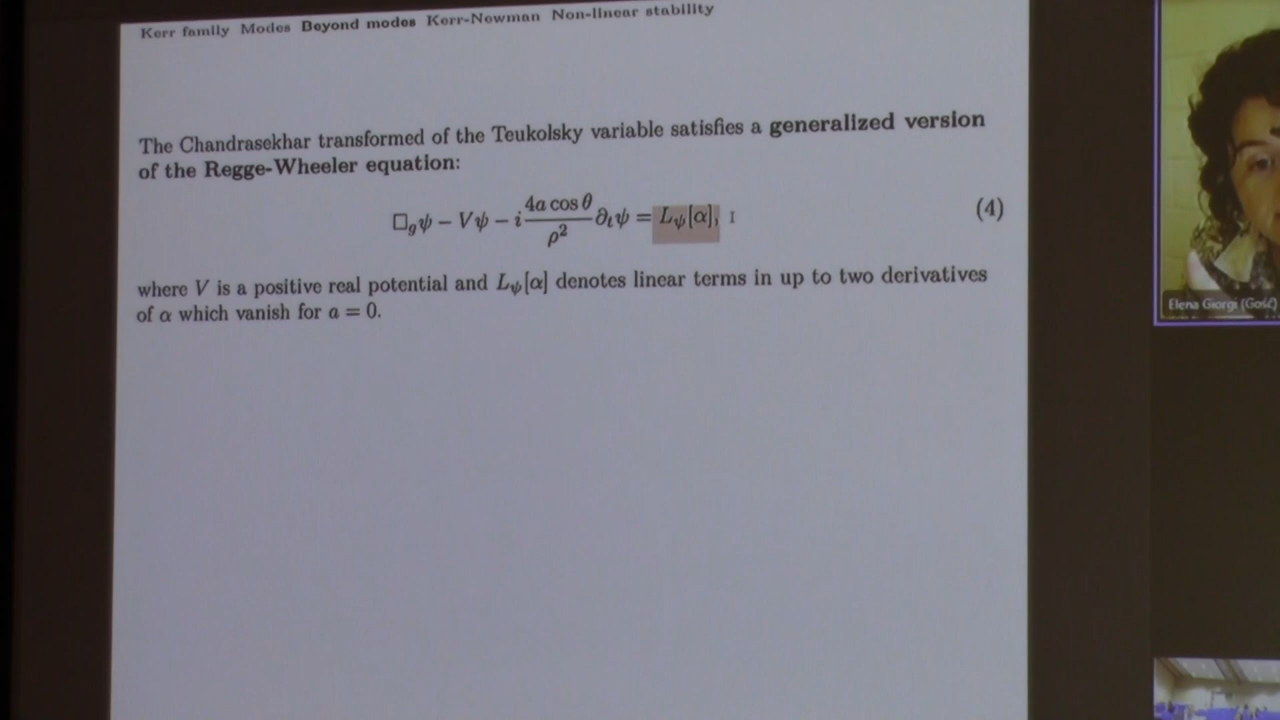 Kerr family Modes Beyond modes Kerr-Newman Non-linear stability
The Chandrasekhar transformed of the Teukolsky variable satisfies a generalized version
of the Regge-Wheeler equation:
□_gψ − Vψ − i (4a cos θ / ρ²) ∂_tψ = L_ψ[α], (4)
where V is a positive real potential and L_ψ[α] denotes linear terms in up to two derivatives
of α which vanish for a = 0.
Elena Giorgi (Gość)